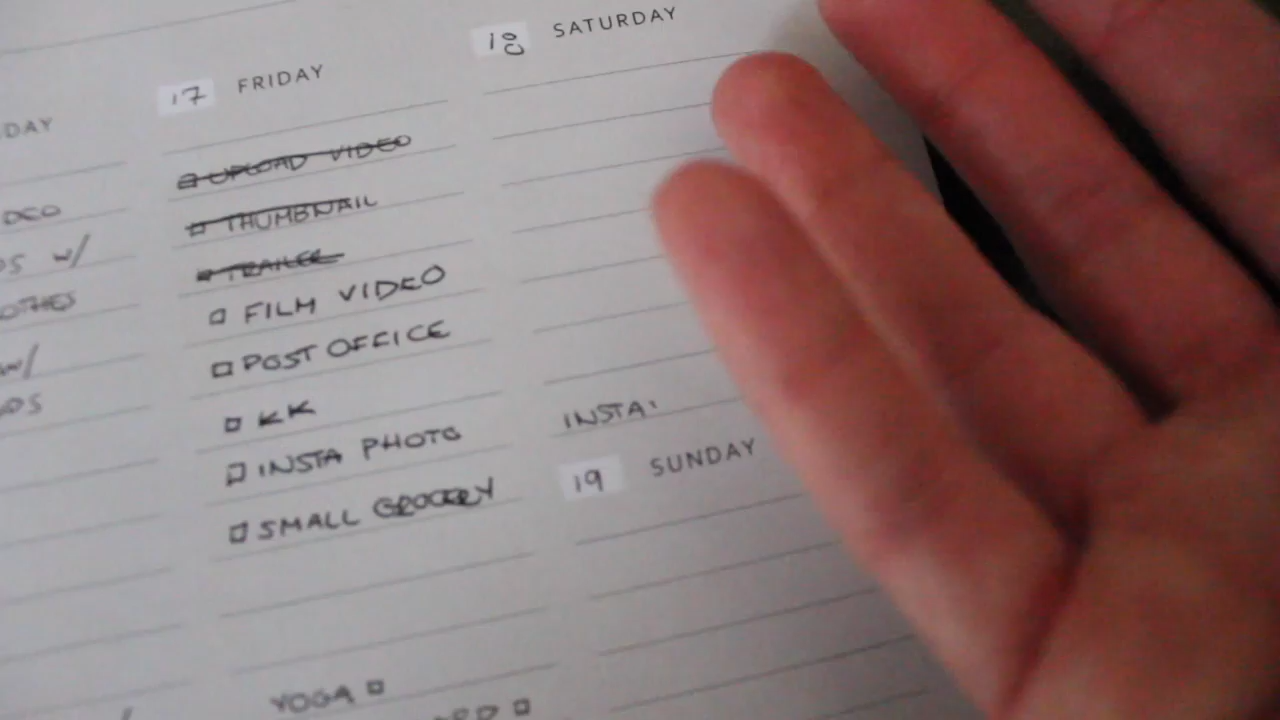 DAY
17 FRIDAY
UPLOAD VIDEO
THUMBNAIL
TRAILER
FILM VIDEO
POST OFFICE
KK
INSTA PHOTO
SMALL GROCERY
YOGA
18 SATURDAY
INSTA
19 SUNDAY